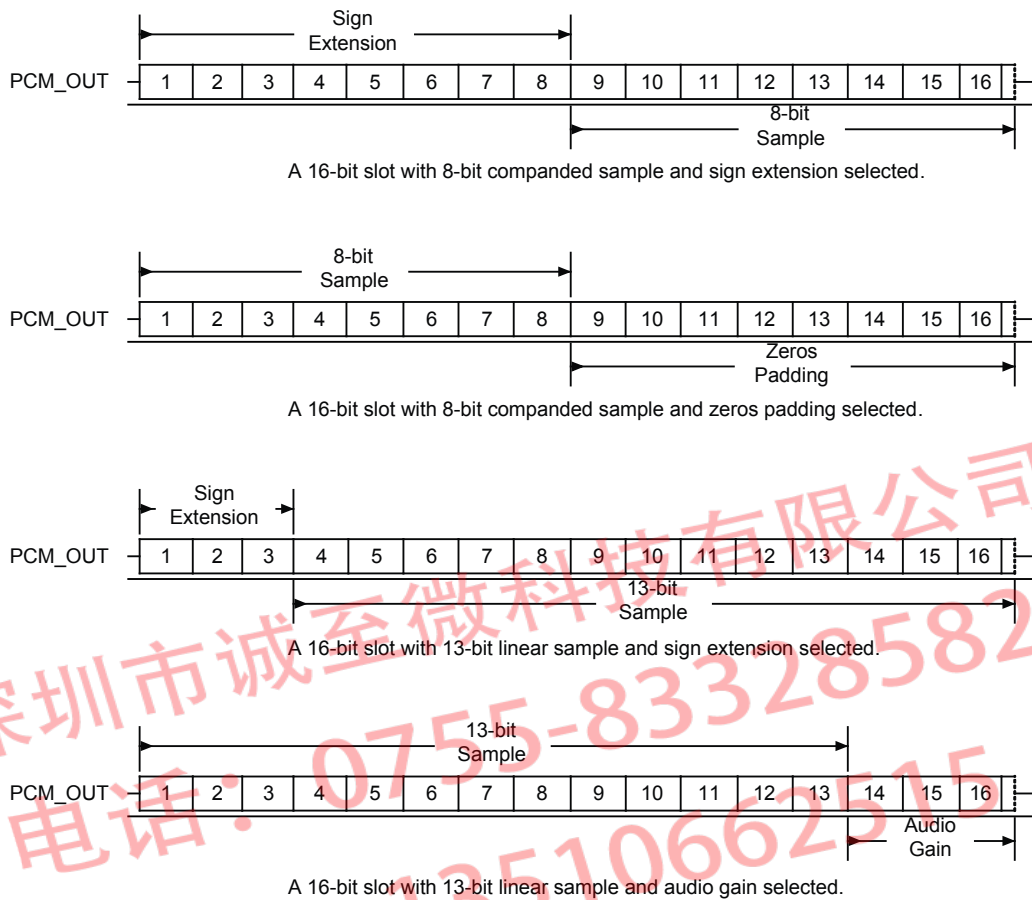 Sign
Extension
PCM_OUT 1 2 3 4 5 6 7 8 9 10 11 12 13 14 15 16
8-bit
Sample
A 16-bit slot with 8-bit companded sample and sign extension selected.
8-bit
Sample
PCM_OUT 1 2 3 4 5 6 7 8 9 10 11 12 13 14 15 16
Zeros
Padding
A 16-bit slot with 8-bit companded sample and zeros padding selected.
Sign
Extension
PCM_OUT 1 2 3 4 5 6 7 8 9 10 11 12 13 14 15 16
13-bit
Sample
A 16-bit slot with 13-bit linear sample and sign extension selected.
13-bit
Sample
PCM_OUT 1 2 3 4 5 6 7 8 9 10 11 12 13 14 15 16
Audio
Gain
A 16-bit slot with 13-bit linear sample and audio gain selected.
深圳市诚至微科技有限公司
电话：0755-83328582
13510662515